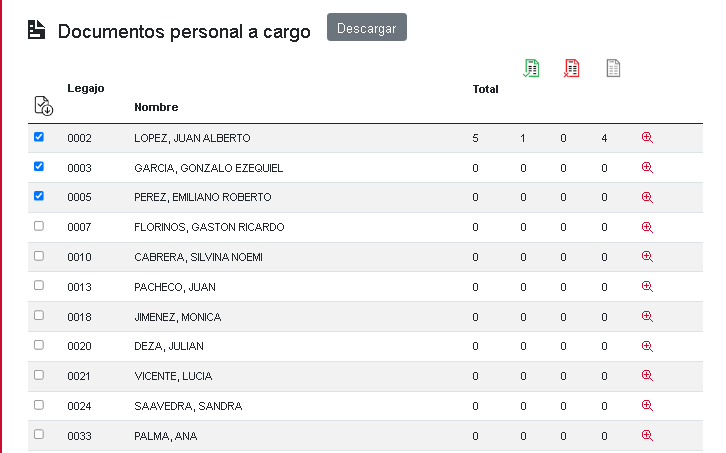 Documentos personal a cargo Descargar
Legajo Nombre Total
0002 LOPEZ, JUAN ALBERTO 5 1 0 4
0003 GARCIA, GONZALO EZEQUIEL 0 0 0 0
0005 PEREZ, EMILIANO ROBERTO 0 0 0 0
0007 FLORINOS, GASTON RICARDO 0 0 0 0
0010 CABRERA, SILVINA NOEMI 0 0 0 0
0013 PACHECO, JUAN 0 0 0 0
0018 JIMENEZ, MONICA 0 0 0 0
0020 DEZA, JULIAN 0 0 0 0
0021 VICENTE, LUCIA 0 0 0 0
0024 SAAVEDRA, SANDRA 0 0 0 0
0033 PALMA, ANA 0 0 0 0